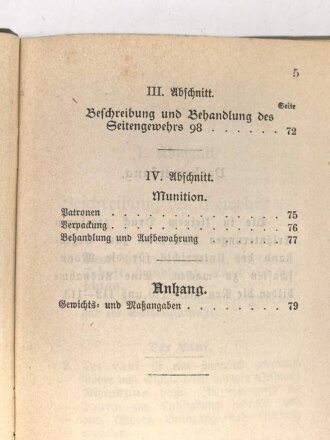 5
III. Abschnitt.
Seite
Beschreibung und Behandlung des
Seitengewehrs 98 . . . . . . 72
IV. Abschnitt.
Munition.
Patronen . . . . . . . . . . 75
Verpackung . . . . . . . . . 76
Behandlung und Aufbewahrung . . . . 77
Anhang.
Gewichts- und Maßangaben . . . . . 79